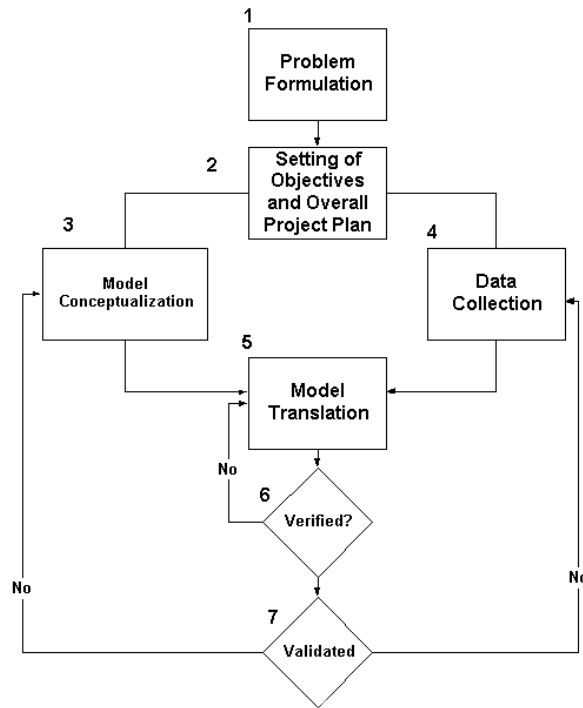 1
Problem
Formulation
2
Setting of
Objectives
and Overall
Project Plan
3
Model
Conceptualization
4
Data
Collection
5
Model
Translation
No
6
Verified?
No
No
7
Validated